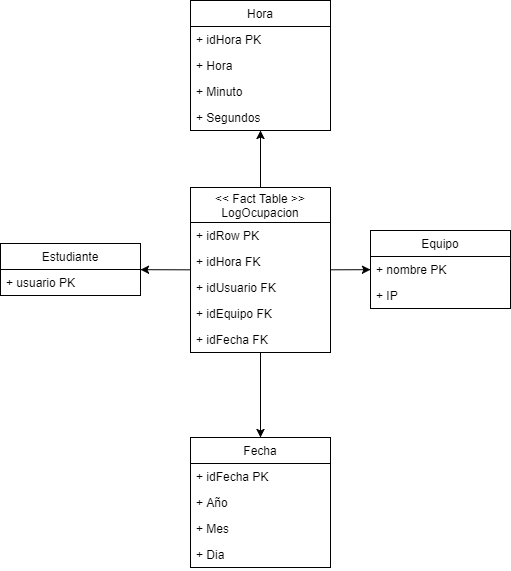 Hora
+ idHora PK
+ Hora
+ Minuto
+ Segundos
<< Fact Table >>
LogOcupacion
+ idRow PK
+ idHora FK
+ idUsuario FK
+ idEquipo FK
+ idFecha FK
Estudiante
+ usuario PK
Equipo
+ nombre PK
+ IP
Fecha
+ idFecha PK
+ Año
+ Mes
+ Dia